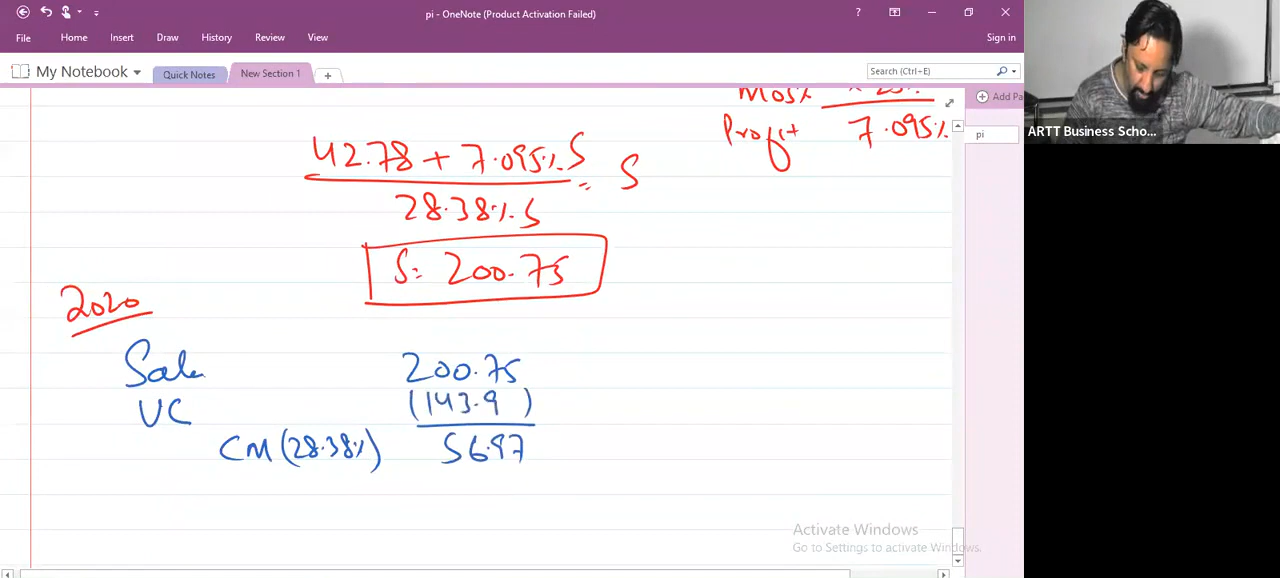 pi - OneNote (Product Activation Failed)
File Home Insert Draw History Review View Sign in
My Notebook Quick Notes New Section 1 + Search (Ctrl+E)
Add Pa
pi
ARTT Business Scho...
MOS%
Profit 7.095%
42.78 + 7.095%S = S
28.38%S
S= 200.75
2020
Sales 200.75
VC (143.9 )
CM (28.38%) 56.97
Activate Windows
Go to Settings to activate Windows.